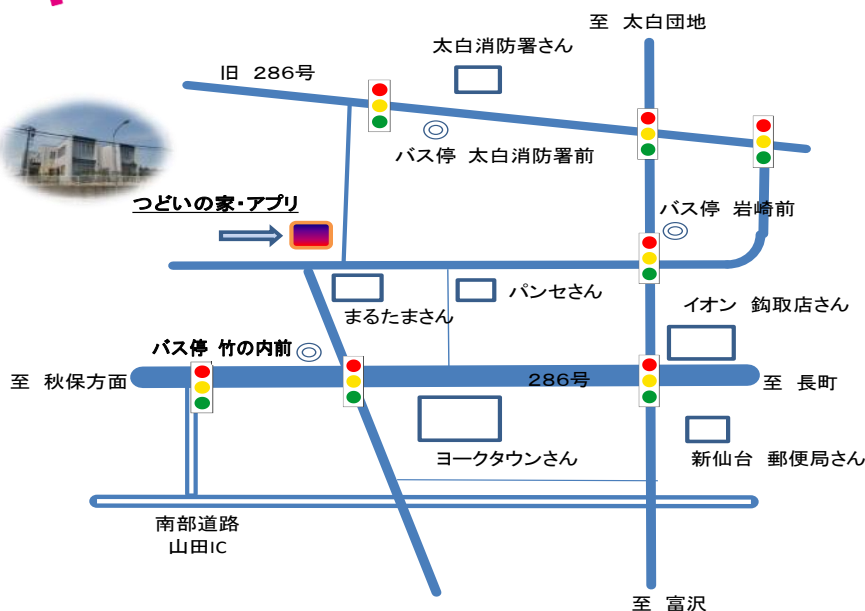 至 太白団地
太白消防署さん
旧 286号
バス停 太白消防署前
つどいの家・アプリ
バス停 岩崎前
パンセさん
イオン 鈎取店さん
まるたまさん
バス停 竹の内前
至 秋保方面
286号
至 長町
ヨークタウンさん
新仙台 郵便局さん
南部道路
山田IC
至 富沢